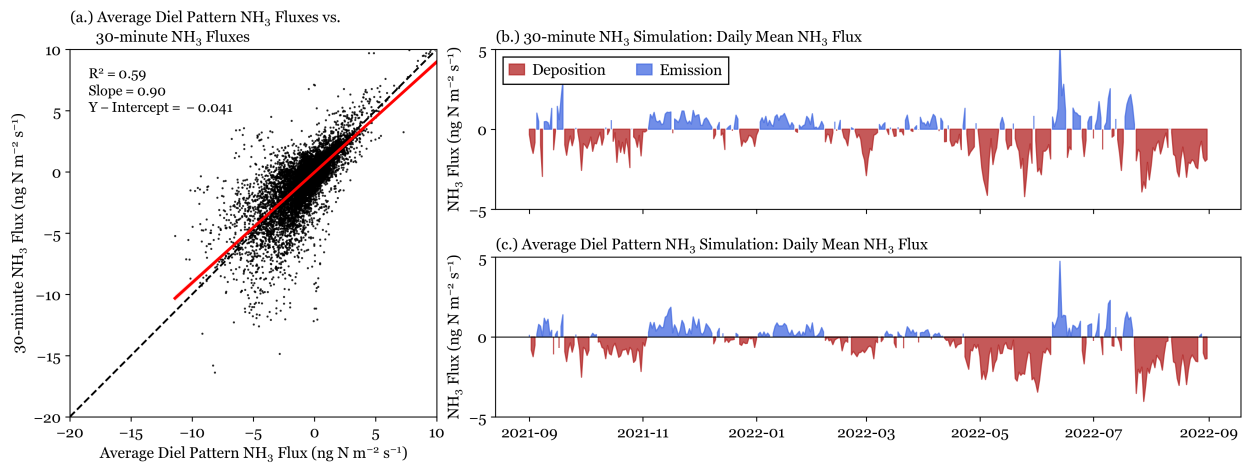 (a.) Average Diel Pattern NH₃ Fluxes vs.
30-minute NH₃ Fluxes
R² = 0.59
Slope = 0.90
Y − Intercept = −0.041
10
5
0
−5
−10
−15
−20
30-minute NH₃ Flux (ng N m⁻² s⁻¹)
−20 −15 −10 −5 0 5 10
Average Diel Pattern NH₃ Flux (ng N m⁻² s⁻¹)
(b.) 30-minute NH₃ Simulation: Daily Mean NH₃ Flux
Deposition Emission
5
0
−5
NH₃ Flux (ng N m⁻² s⁻¹)
(c.) Average Diel Pattern NH₃ Simulation: Daily Mean NH₃ Flux
5
0
−5
NH₃ Flux (ng N m⁻² s⁻¹)
2021-09 2021-11 2022-01 2022-03 2022-05 2022-07 2022-09